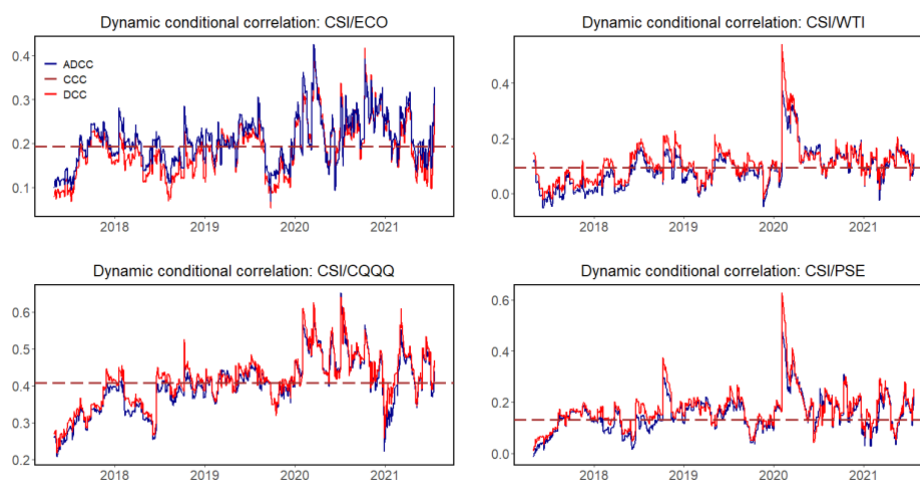 Dynamic conditional correlation: CSI/ECO
0.4
0.3
0.2
0.1
ADCC
CCC
DCC
2018 2019 2020 2021
Dynamic conditional correlation: CSI/WTI
0.4
0.2
0.0
2018 2019 2020 2021
Dynamic conditional correlation: CSI/CQQQ
0.6
0.5
0.4
0.3
0.2
2018 2019 2020 2021
Dynamic conditional correlation: CSI/PSE
0.6
0.4
0.2
0.0
2018 2019 2020 2021